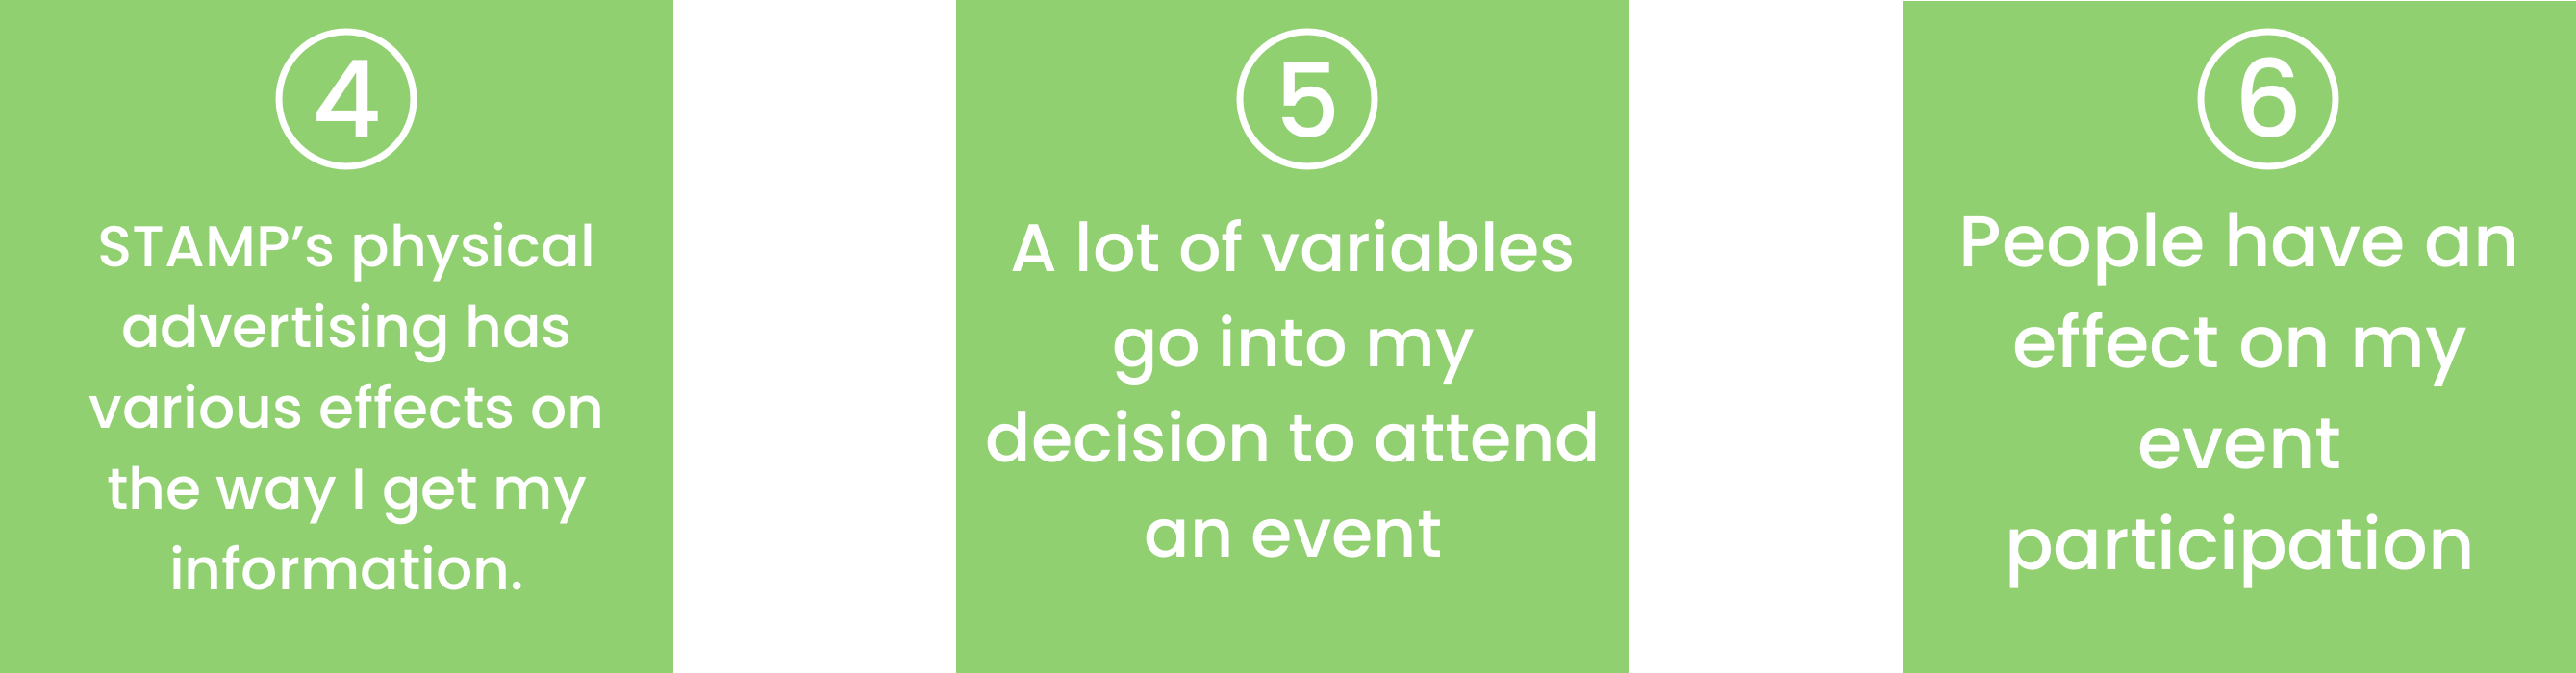 4
STAMP’s physical
advertising has
various effects on
the way I get my
information.
5
A lot of variables
go into my
decision to attend
an event
6
People have an
effect on my
event
participation